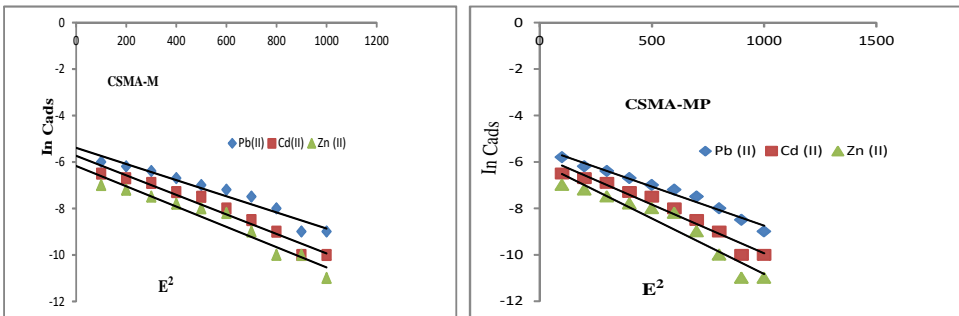 0
0 200 400 600 800 1000 1200
-2
CSMA-M
-4
-6
Pb(II) Cd(II) Zn (II)
-8
-10
-12
ln Cads
E²
0
0 500 1000 1500
-2
-4
CSMA-MP
-6
Pb (II) Cd (II) Zn (II)
-8
-10
-12
ln Cads
E²